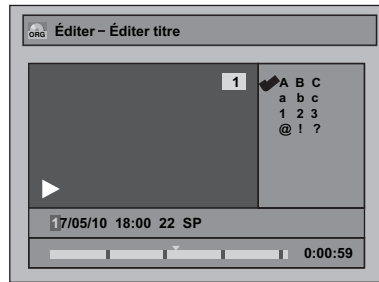 ORG Éditer – Éditer titre
1
A B C
a b c
1 2 3
@ ! ?
17/05/10 18:00 22 SP
0:00:59